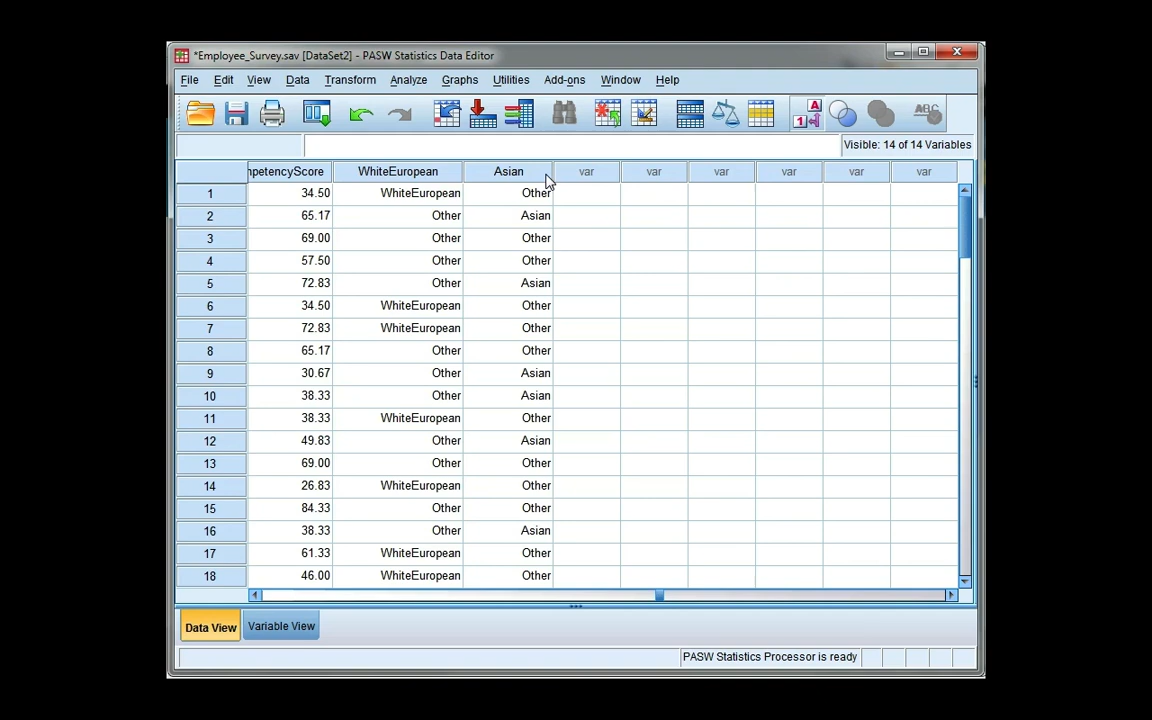 *Employee_Survey.sav [DataSet2] - PASW Statistics Data Editor
File Edit View Data Transform Analyze Graphs Utilities Add-ons Window Help
A
1
ABC
Visible: 14 of 14 Variables
npetencyScore WhiteEuropean Asian var var var var var var
1 34.50 WhiteEuropean Other
2 65.17 Other Asian
3 69.00 Other Other
4 57.50 Other Other
5 72.83 Other Asian
6 34.50 WhiteEuropean Other
7 72.83 WhiteEuropean Other
8 65.17 Other Other
9 30.67 Other Asian
10 38.33 Other Asian
11 38.33 WhiteEuropean Other
12 49.83 Other Asian
13 69.00 Other Other
14 26.83 WhiteEuropean Other
15 84.33 Other Other
16 38.33 Other Asian
17 61.33 WhiteEuropean Other
18 46.00 WhiteEuropean Other
Data View Variable View
PASW Statistics Processor is ready